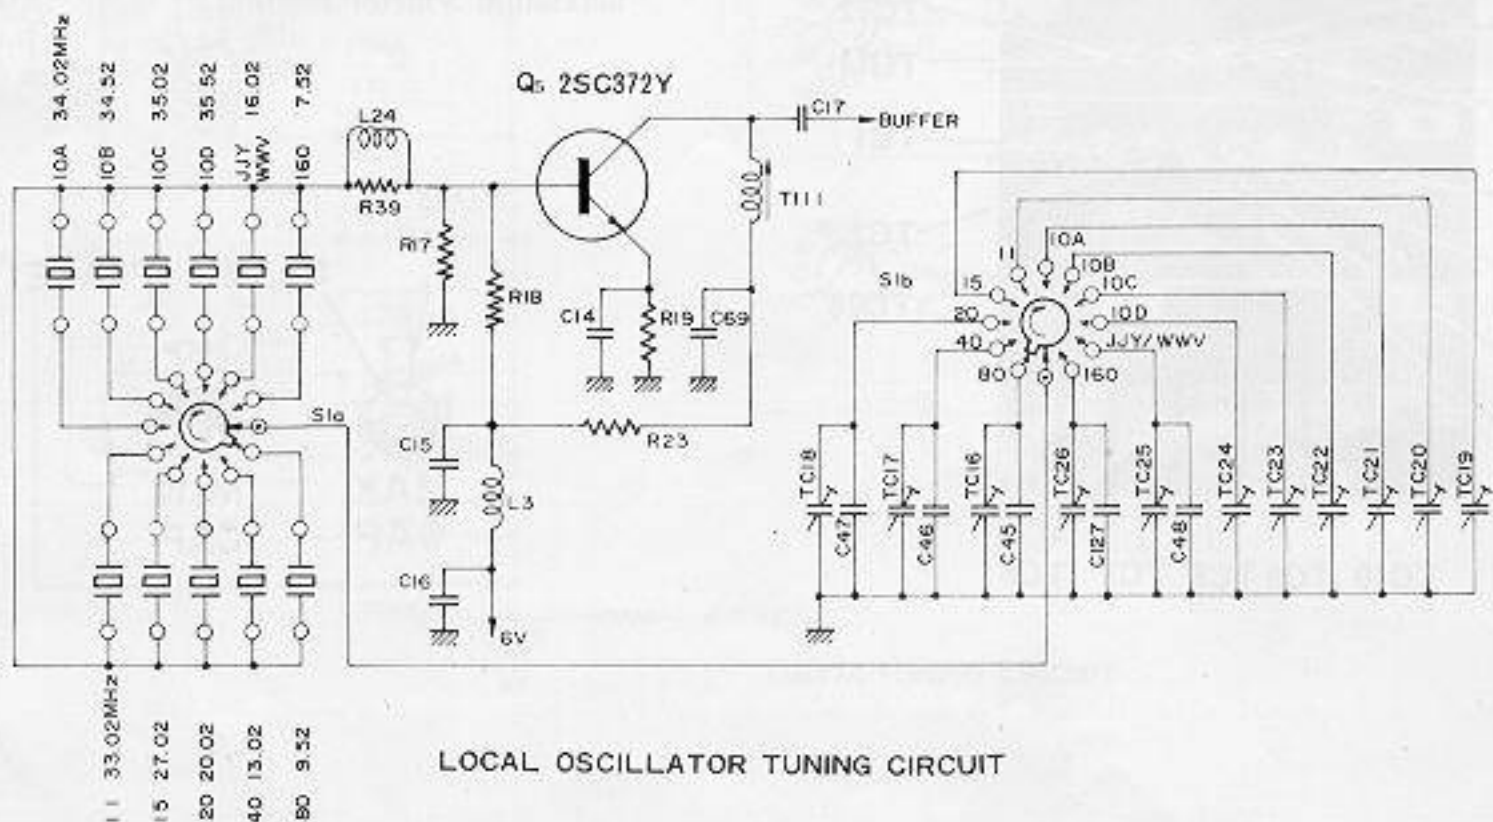 34.02MHz
34.52
35.02
35.52
16.02
7.52
10A
10B
10C
10D
JJY
WWV
160
L24
R39
R17
R18
Q5 2SC372Y
C17
BUFFER
T111
C14
R19
C69
R23
C15
L3
C16
6V
S1a
S1b
11
10A
10B
10C
10D
JJY/WWV
160
80
40
20
15
TC18
C47
TC17
C46
TC16
C45
TC26
C127
TC25
C48
TC24
TC23
TC22
TC21
TC20
TC19
11 33.02MHz
15 27.02
20 20.02
40 13.02
80 9.52
LOCAL OSCILLATOR TUNING CIRCUIT